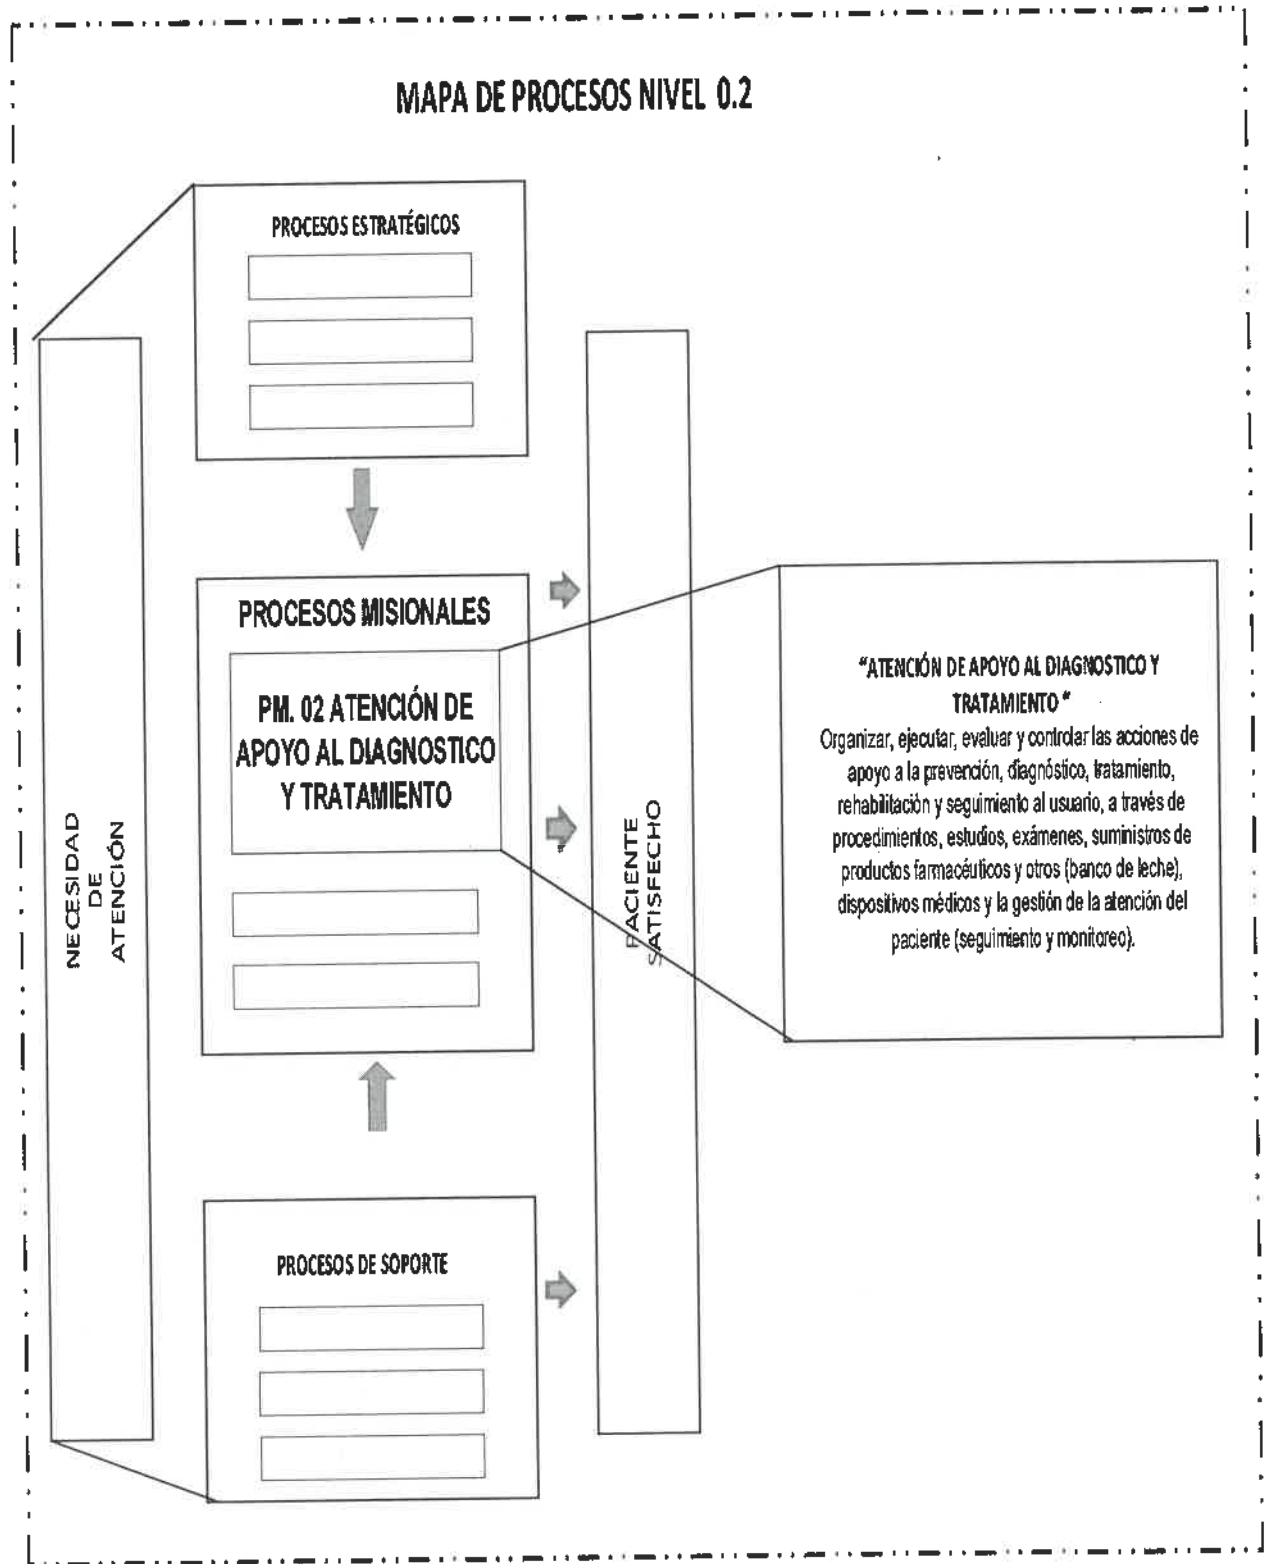 MAPA DE PROCESOS NIVEL 0.2
PROCESOS ESTRATÉGICOS
NECESIDAD
DE
ATENCIÓN
PROCESOS MISIONALES
PM. 02 ATENCIÓN DE
APOYO AL DIAGNOSTICO
Y TRATAMIENTO
PACIENTE
SATISFECHO
"ATENCIÓN DE APOYO AL DIAGNOSTICO Y
TRATAMIENTO "
Organizar, ejecutar, evaluar y controlar las acciones de
apoyo a la prevención, diagnóstico, tratamiento,
rehabilitación y seguimiento al usuario, a través de
procedimientos, estudios, exámenes, suministros de
productos farmacéuticos y otros (banco de leche),
dispositivos médicos y la gestión de la atención del
paciente (seguimiento y monitoreo).
PROCESOS DE SOPORTE